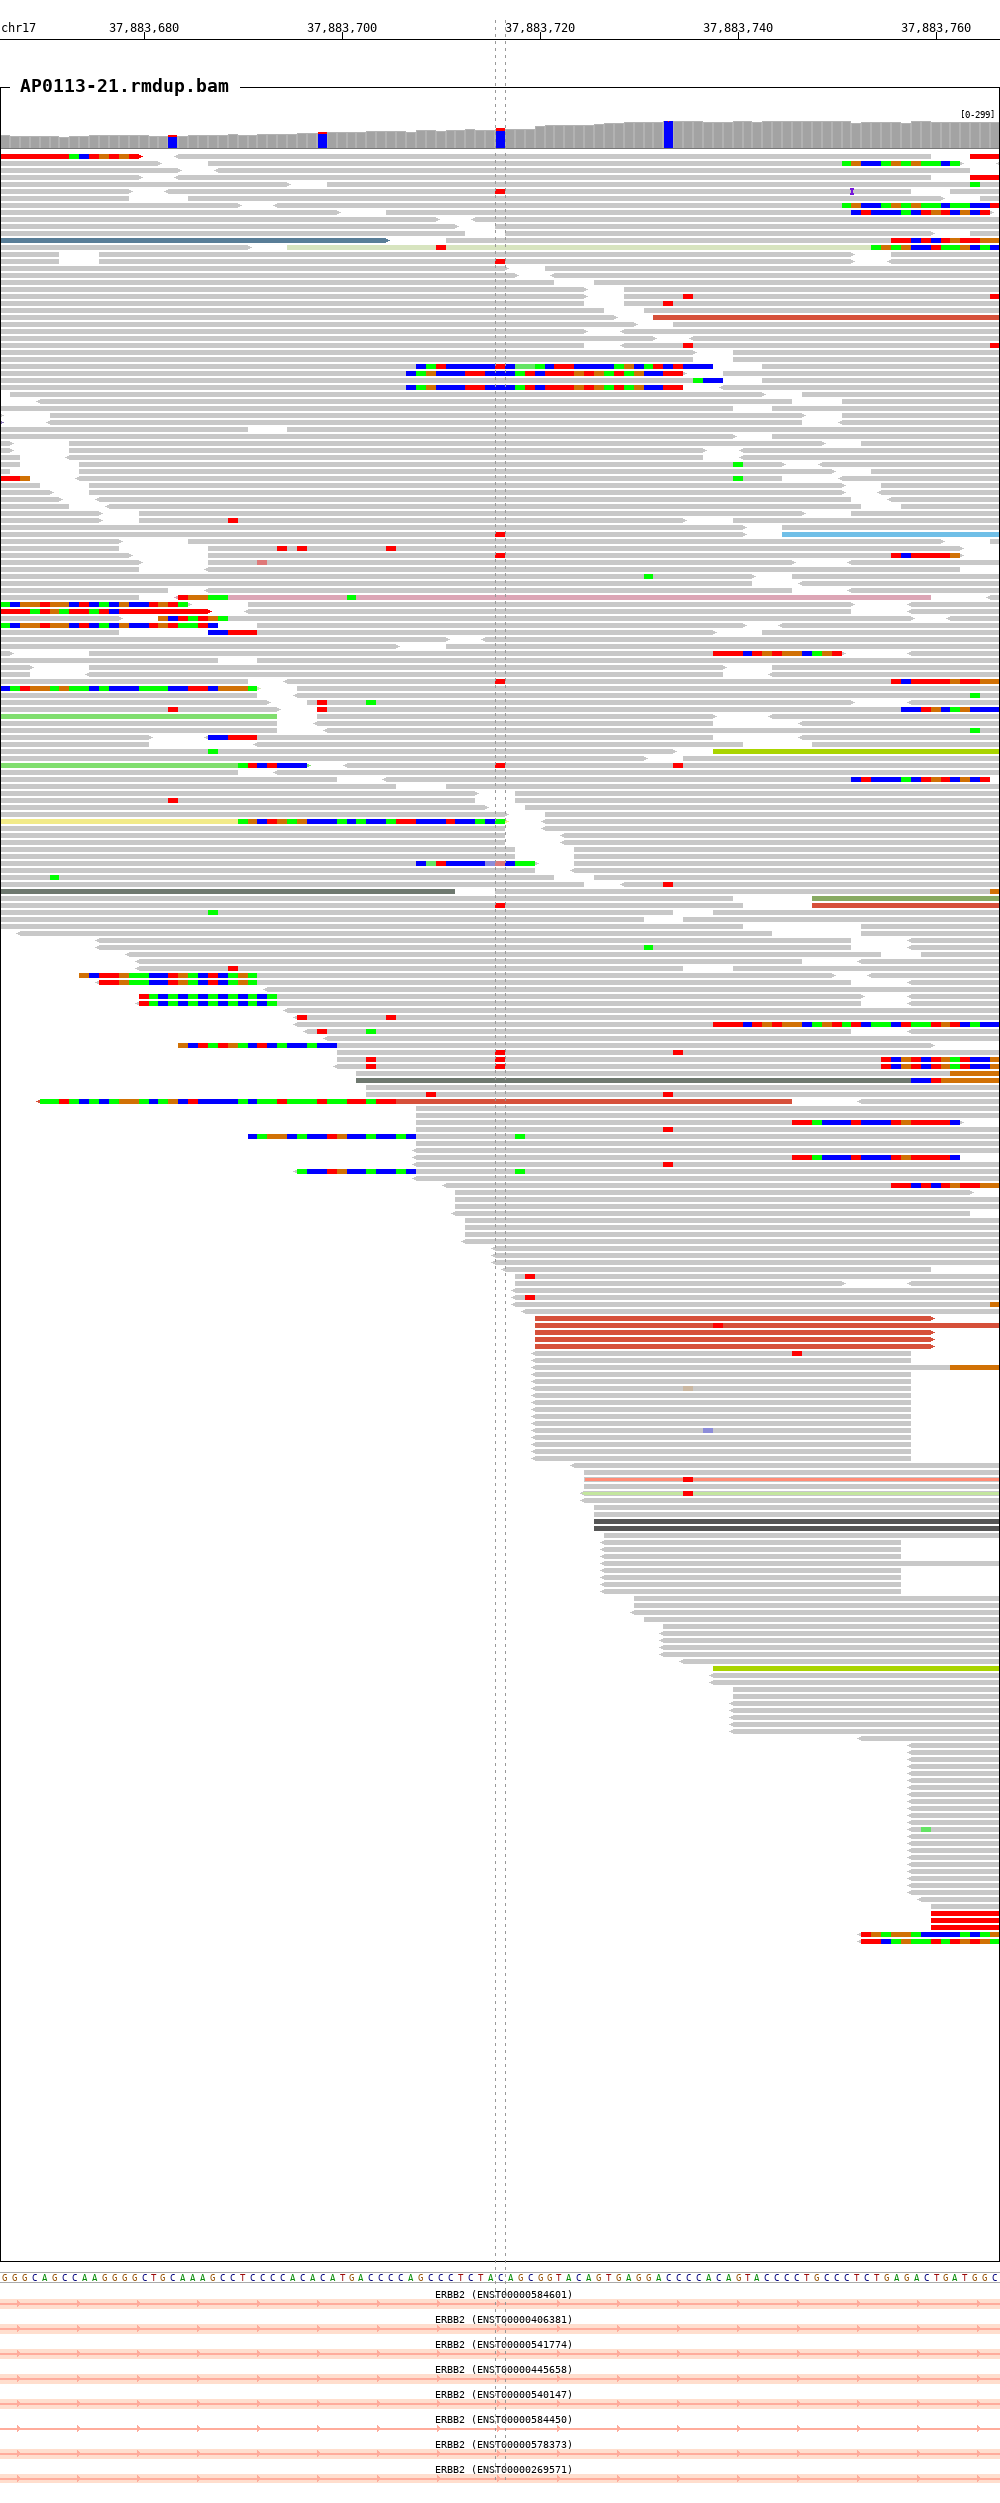 chr17 37,883,680 37,883,700 37,883,720 37,883,740 37,883,760
AP0113-21.rmdup.bam
[0-299]
GGGCAGCCAAGGGGCTGCAAAGCCTCCCCACACATGACCCCAGCCCTCTACAGCGGTACAGTGAGGACCCCACAGTACCCCTGCCCTCTGAGACTGATGGC
ERBB2 (ENST00000584601)
ERBB2 (ENST00000406381)
ERBB2 (ENST00000541774)
ERBB2 (ENST00000445658)
ERBB2 (ENST00000540147)
ERBB2 (ENST00000584450)
ERBB2 (ENST00000578373)
ERBB2 (ENST00000269571)